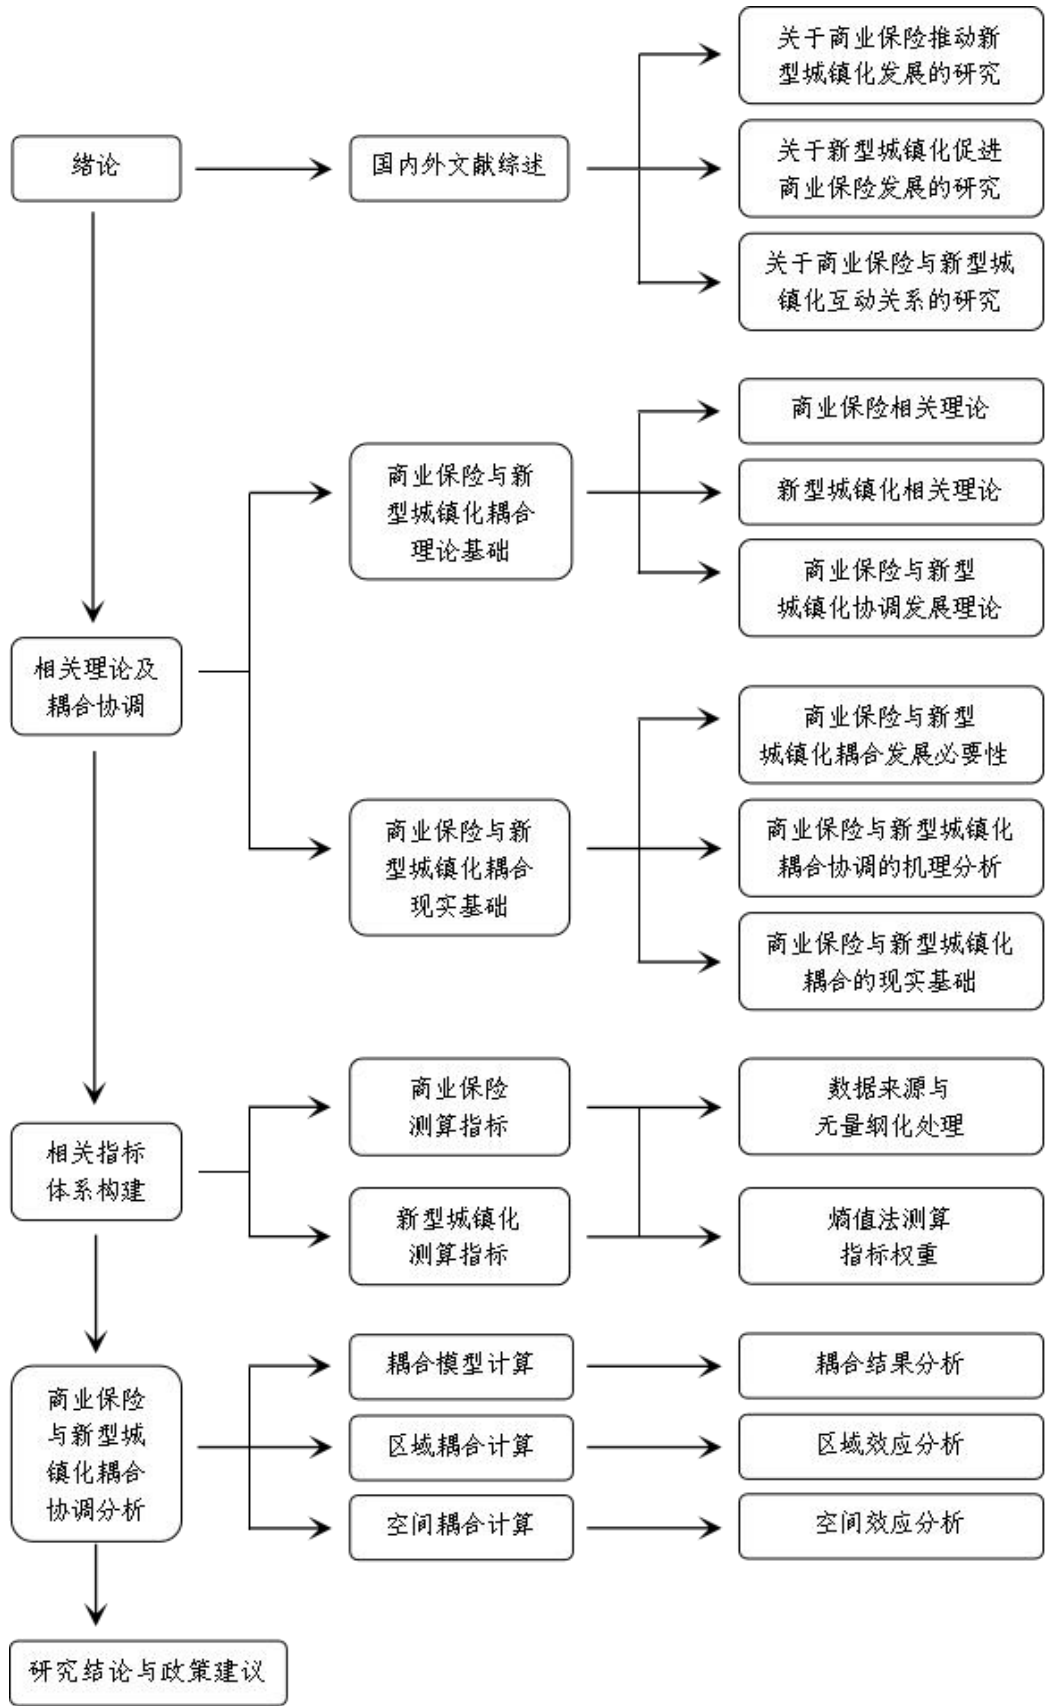 绪论
国内外文献综述
关于商业保险推动新
型城镇化发展的研究
关于新型城镇化促进
商业保险发展的研究
关于商业保险与新型城
镇化互动关系的研究
相关理论及
耦合协调
商业保险与新
型城镇化耦合
理论基础
商业保险相关理论
新型城镇化相关理论
商业保险与新型
城镇化协调发展理论
商业保险与新
型城镇化耦合
现实基础
商业保险与新型
城镇化耦合发展必要性
商业保险与新型城镇化
耦合协调的机理分析
商业保险与新型城镇化
耦合的现实基础
相关指标
体系构建
商业保险
测算指标
新型城镇化
测算指标
数据来源与
无量纲化处理
熵值法测算
指标权重
商业保险
与新型城
镇化耦合
协调分析
耦合模型计算
耦合结果分析
区域耦合计算
区域效应分析
空间耦合计算
空间效应分析
研究结论与政策建议